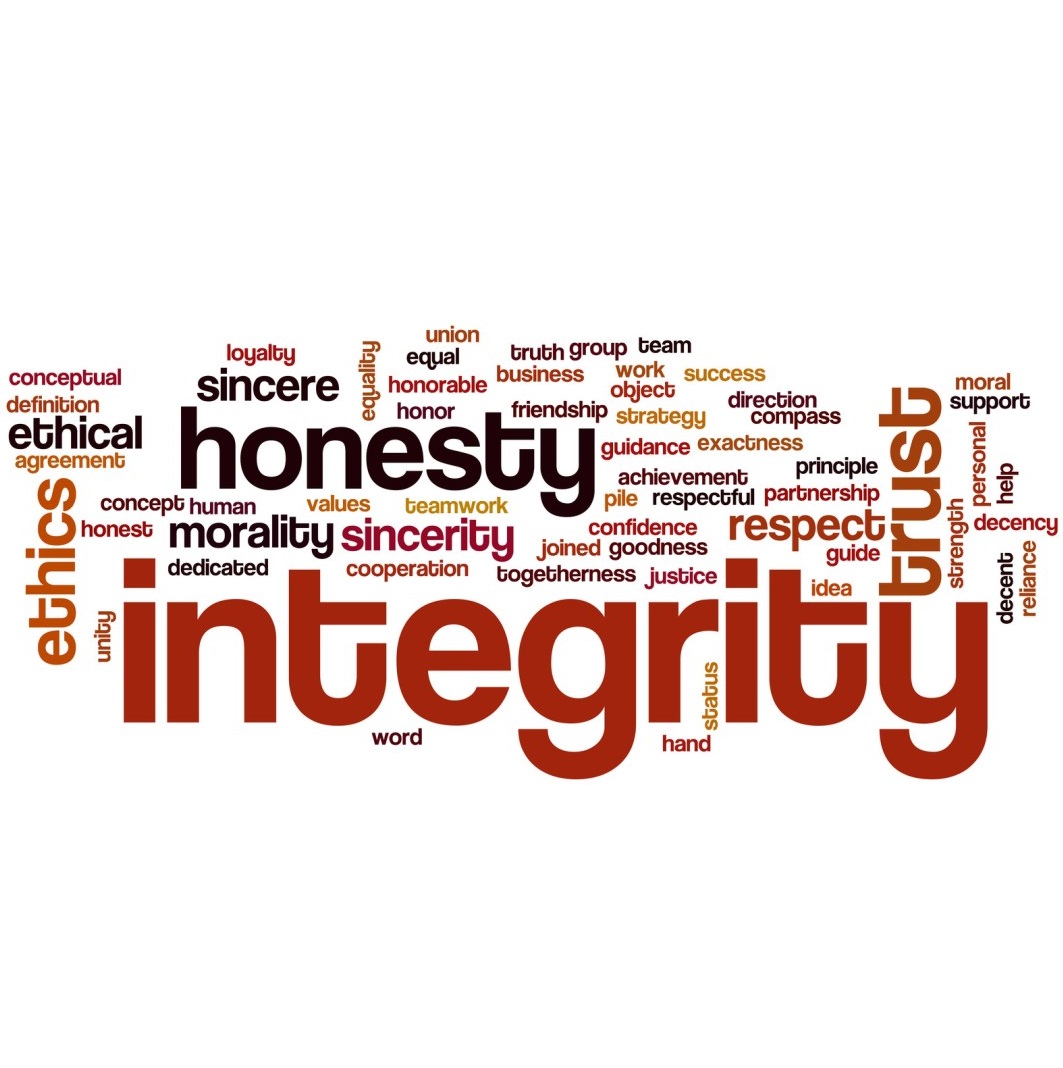 union
loyalty
equality
equal
truth
group
team
conceptual
sincere
honorable
business
work
success
object
moral
definition
honor
friendship
strategy
direction
compass
support
ethical
honesty
trust
agreement
guidance
exactness
personal
principle
achievement
help
ethics
concept
human
values
teamwork
pile
respectful
partnership
honest
morality
sincerity
confidence
respect
strength
decency
joined
goodness
guide
dedicated
cooperation
togetherness
justice
idea
decent
reliance
unity
integrity
status
word
hand